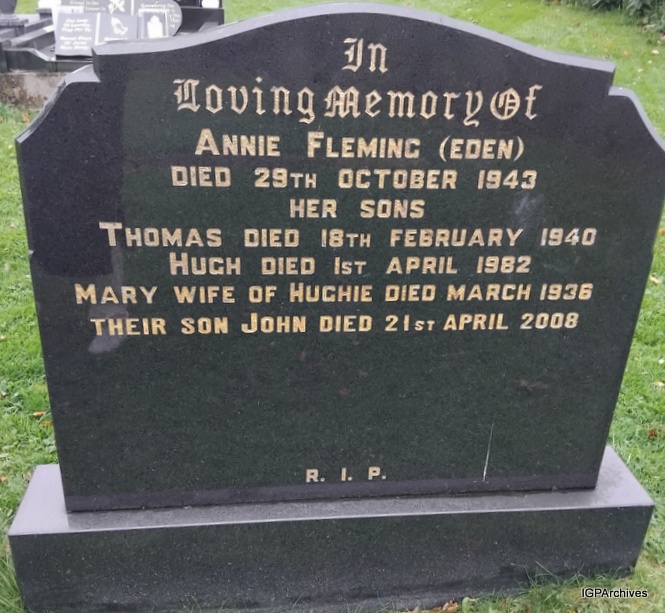 In
Loving Memory Of
ANNIE FLEMING (EDEN)
DIED 29TH OCTOBER 1943
HER SONS
THOMAS DIED 18TH FEBRUARY 1940
HUGH DIED 1ST APRIL 1982
MARY WIFE OF HUGHIE DIED MARCH 1936
THEIR SON JOHN DIED 21ST APRIL 2008
R. I. P.
IGPArchives